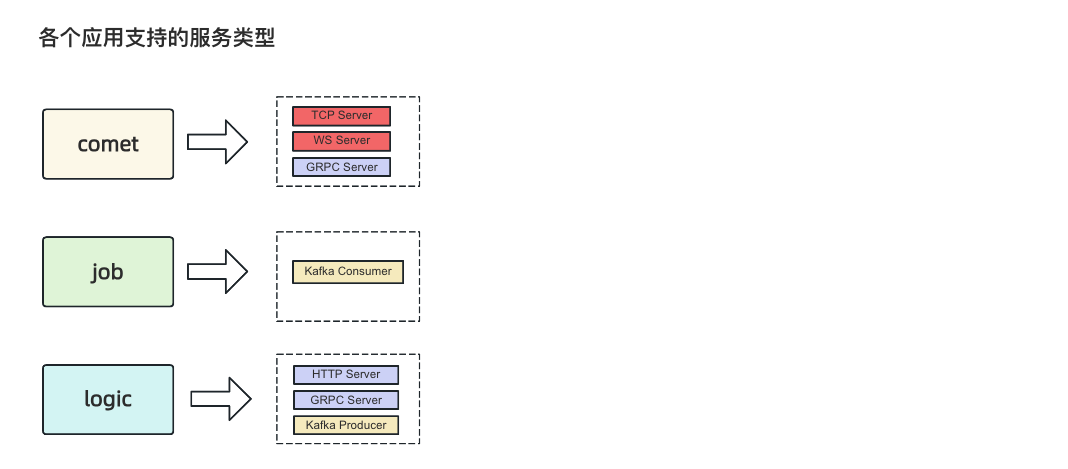 各个应用支持的服务类型
comet
TCP Server
WS Server
GRPC Server
job
Kafka Consumer
logic
HTTP Server
GRPC Server
Kafka Producer